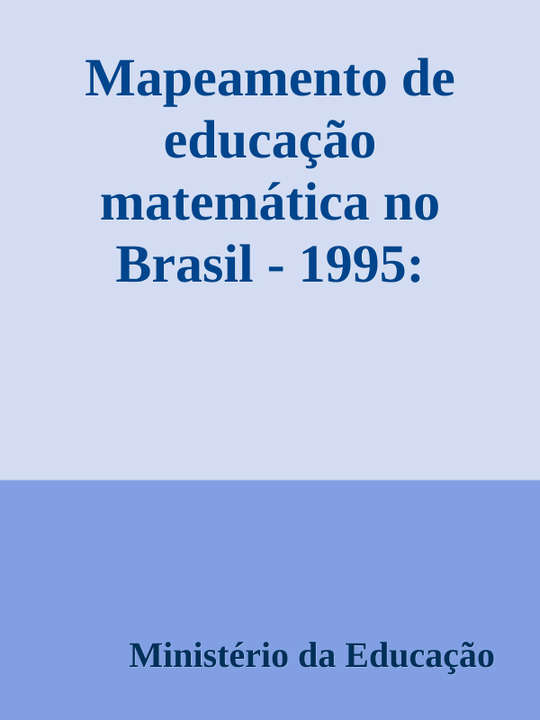 Mapeamento de
educação
matemática no
Brasil - 1995:
Ministério da Educação